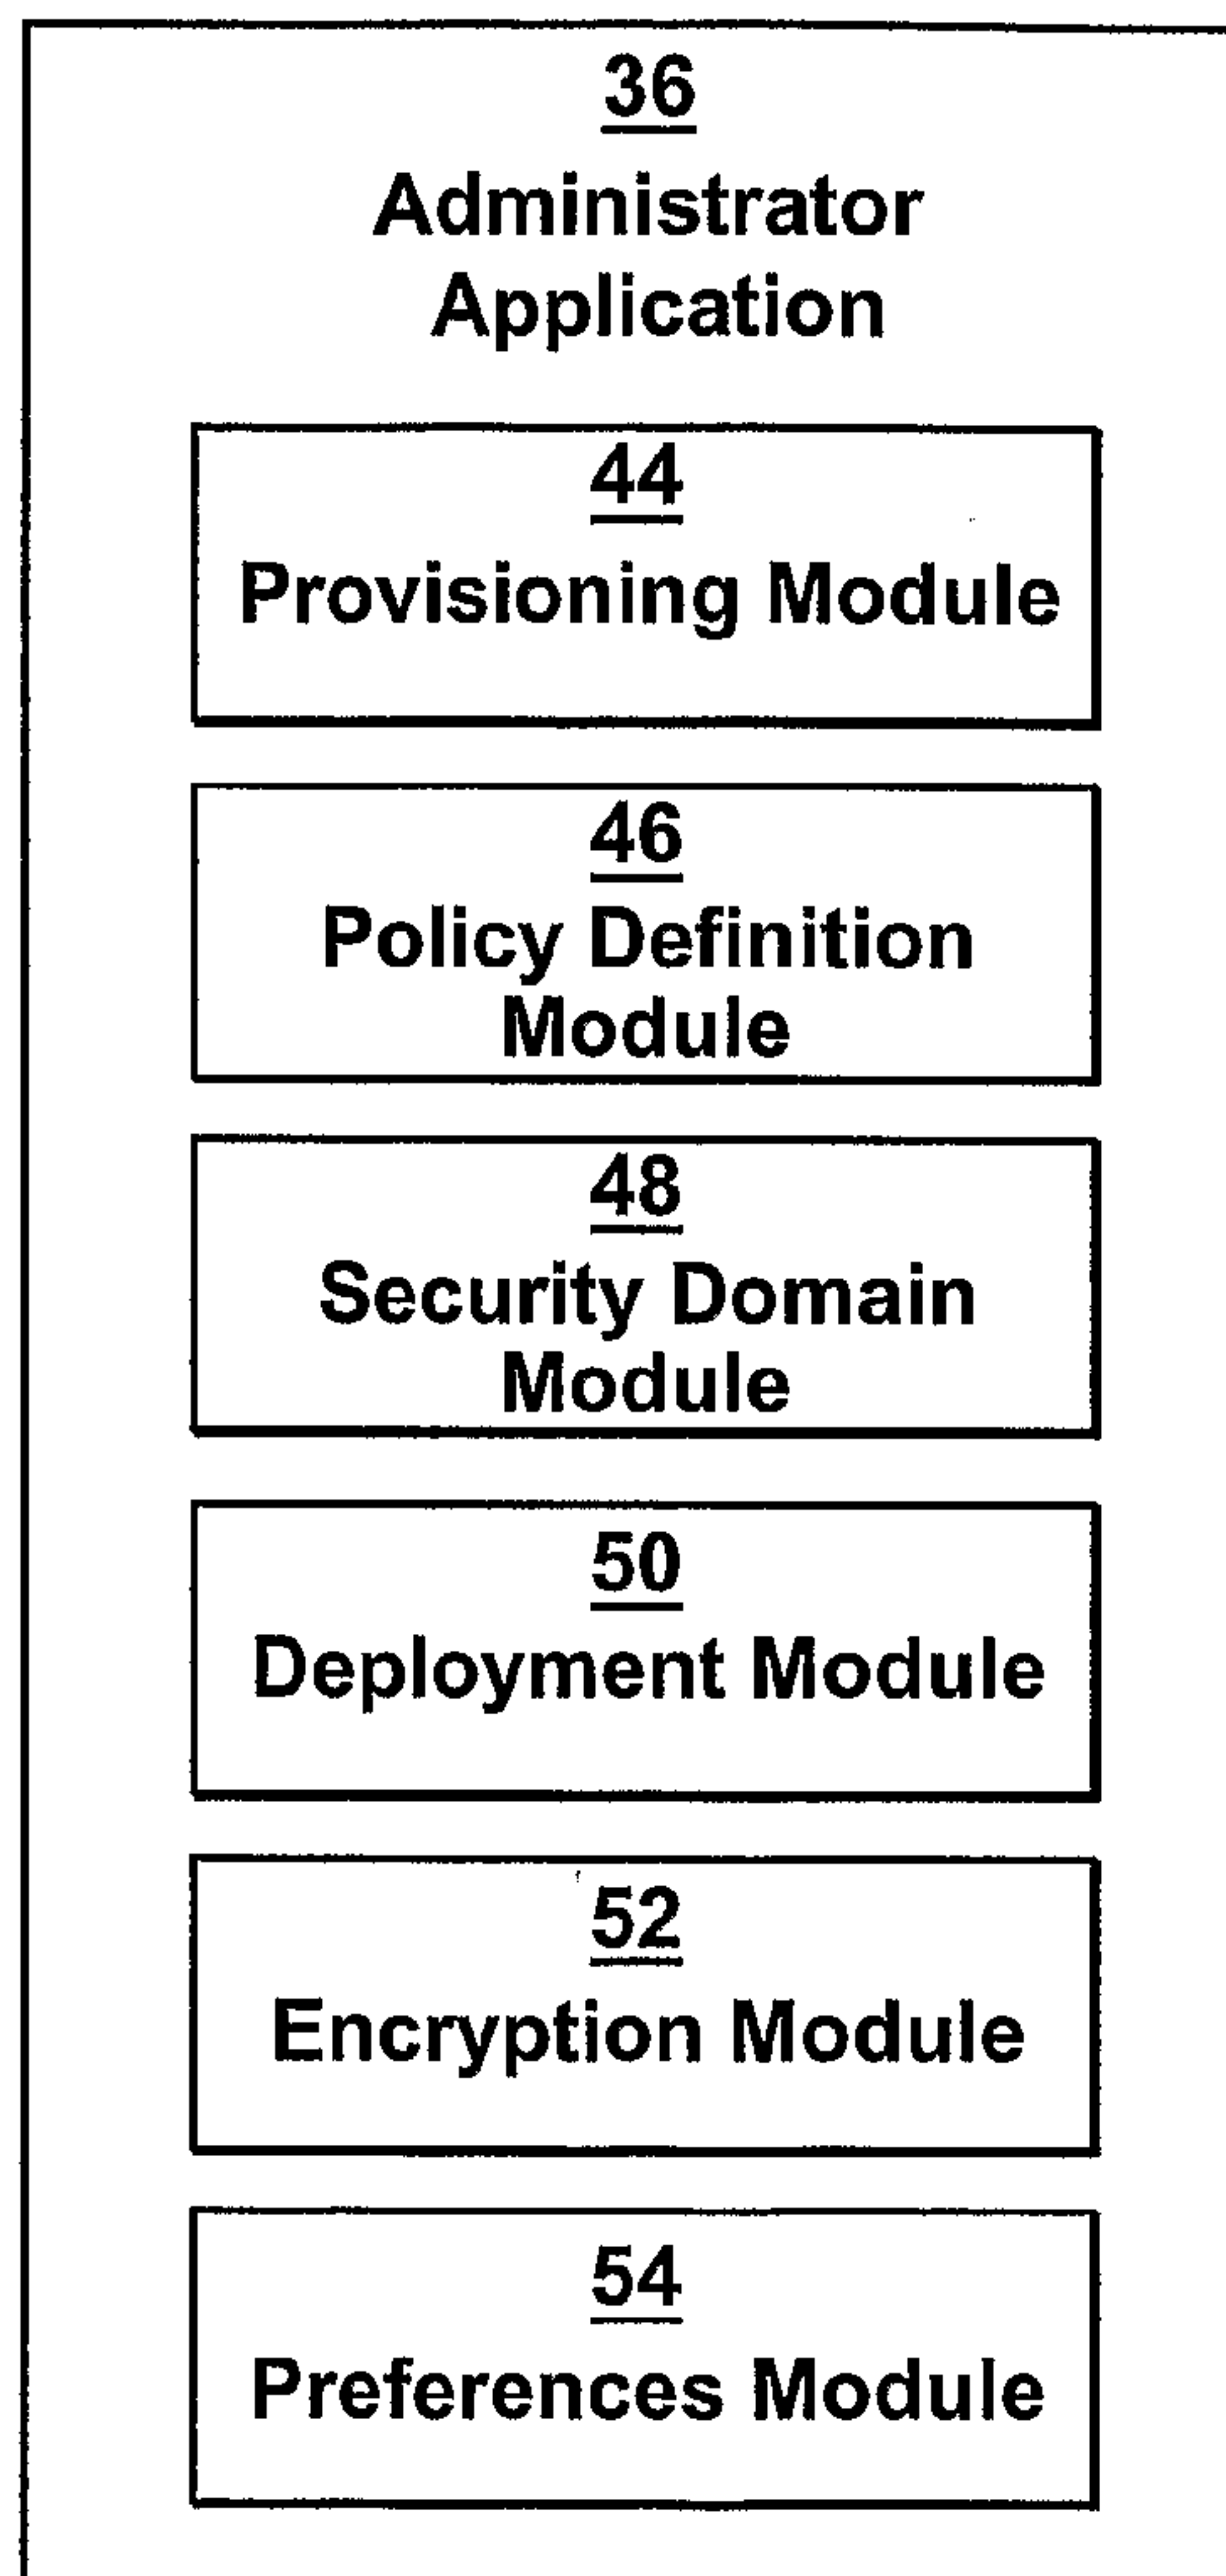 36
Administrator
Application
44
Provisioning Module
46
Policy Definition
Module
48
Security Domain
Module
50
Deployment Module
52
Encryption Module
54
Preferences Module